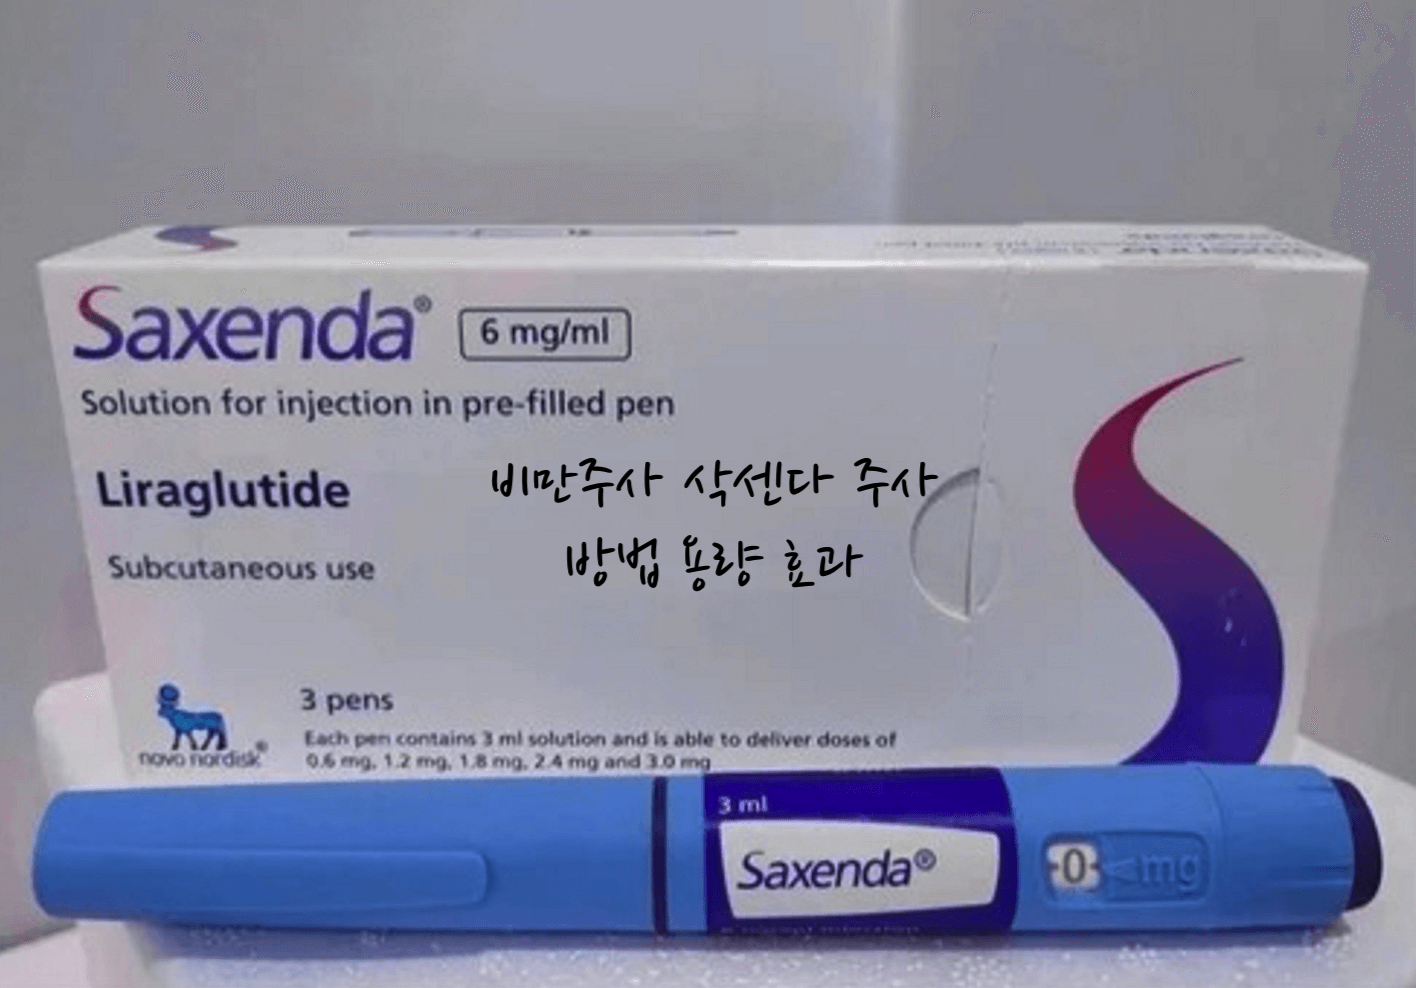 Saxenda® 6 mg/ml
Solution for injection in pre-filled pen
Liraglutide
비만주사 삭센다 주사
방법 용량 효과
Subcutaneous use
3 pens
Each pen contains 3 ml solution and is able to deliver doses of
0.6 mg, 1.2 mg, 1.8 mg, 2.4 mg and 3.0 mg
novo nordisk®
3 ml
Saxenda®
0 mg